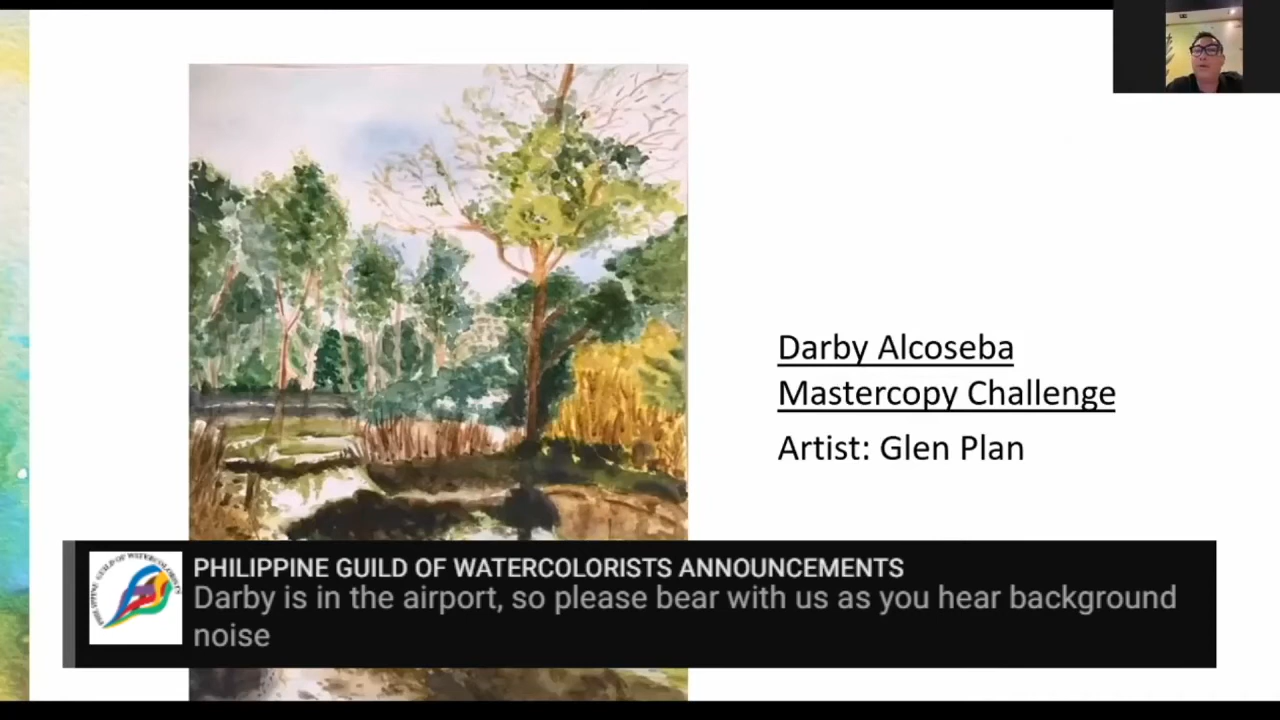 Darby Alcoseba
Mastercopy Challenge
Artist: Glen Plan
PHILIPPINE GUILD OF WATERCOLORISTS ANNOUNCEMENTS
Darby is in the airport, so please bear with us as you hear background
noise